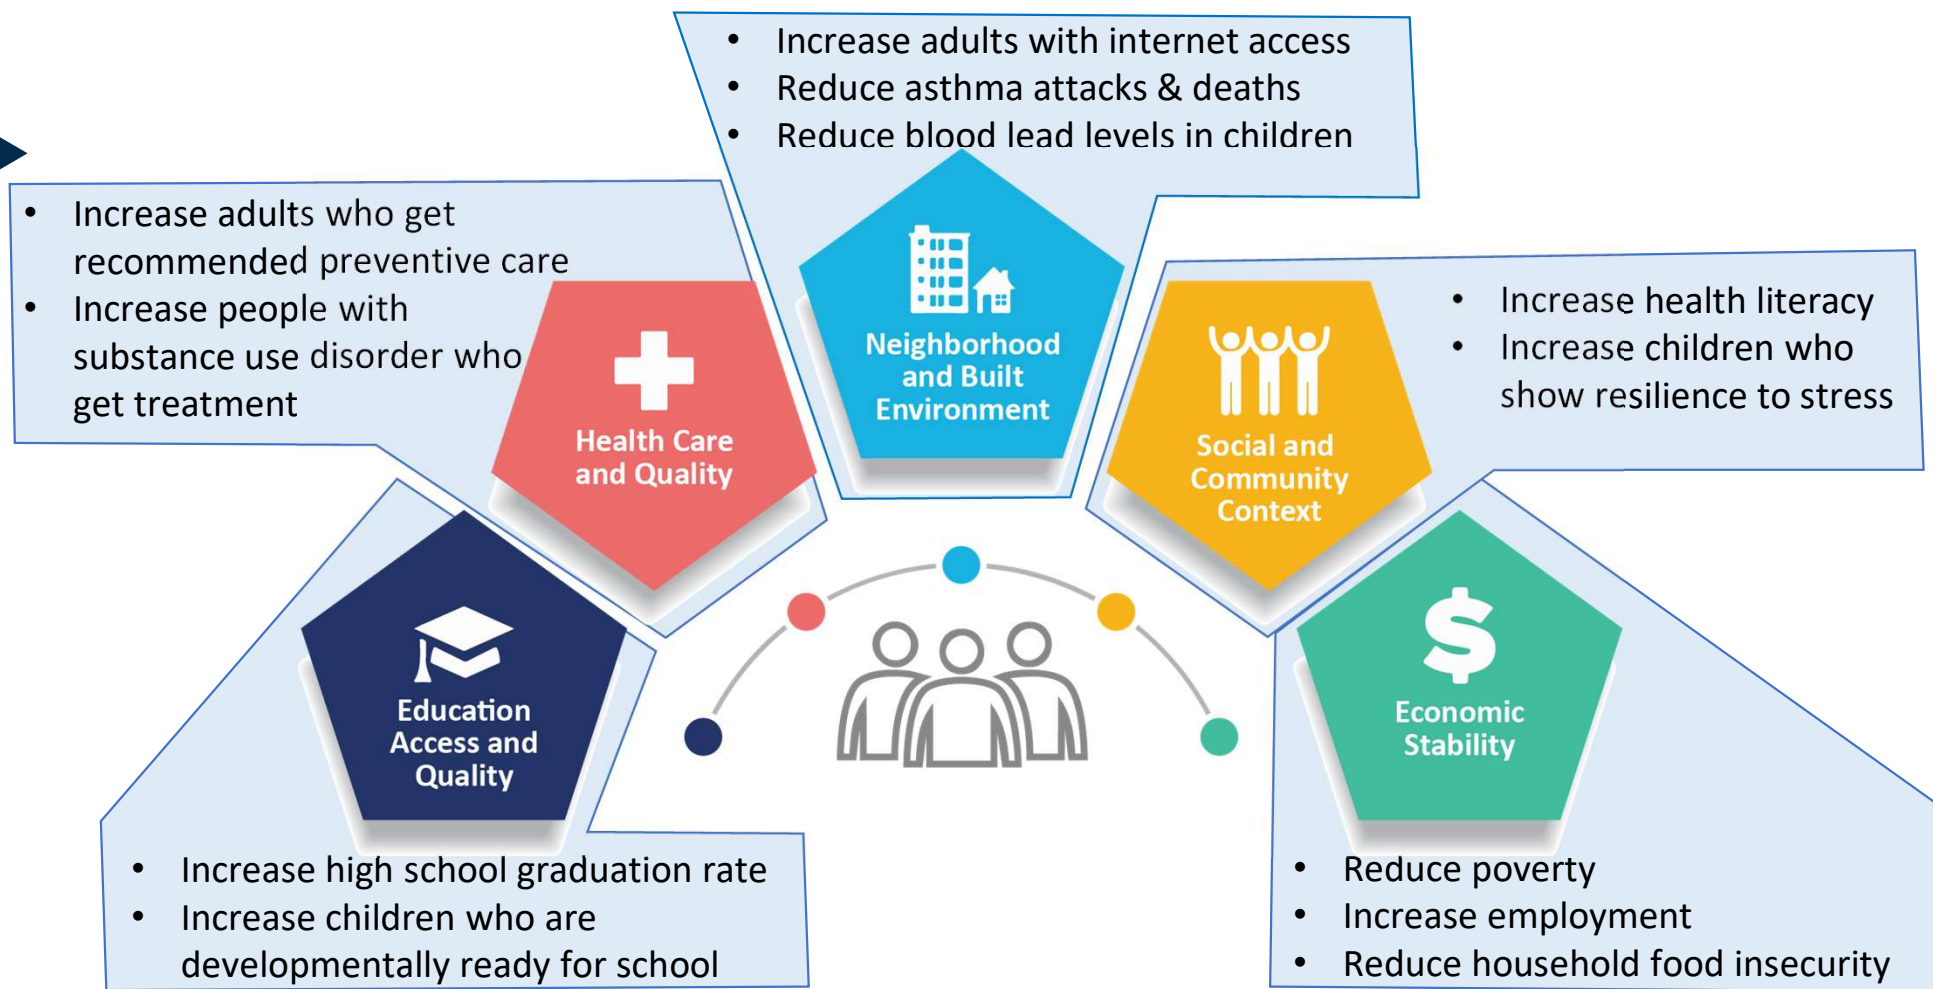 • Increase adults with internet access
• Reduce asthma attacks & deaths
• Reduce blood lead levels in children
• Increase adults who get
recommended preventive care
• Increase people with
substance use disorder who
get treatment
Health Care
and Quality
Neighborhood
and Built
Environment
Social and
Community
Context
• Increase health literacy
• Increase children who
show resilience to stress
Education
Access and
Quality
• Increase high school graduation rate
• Increase children who are
developmentally ready for school
Economic
Stability
• Reduce poverty
• Increase employment
• Reduce household food insecurity